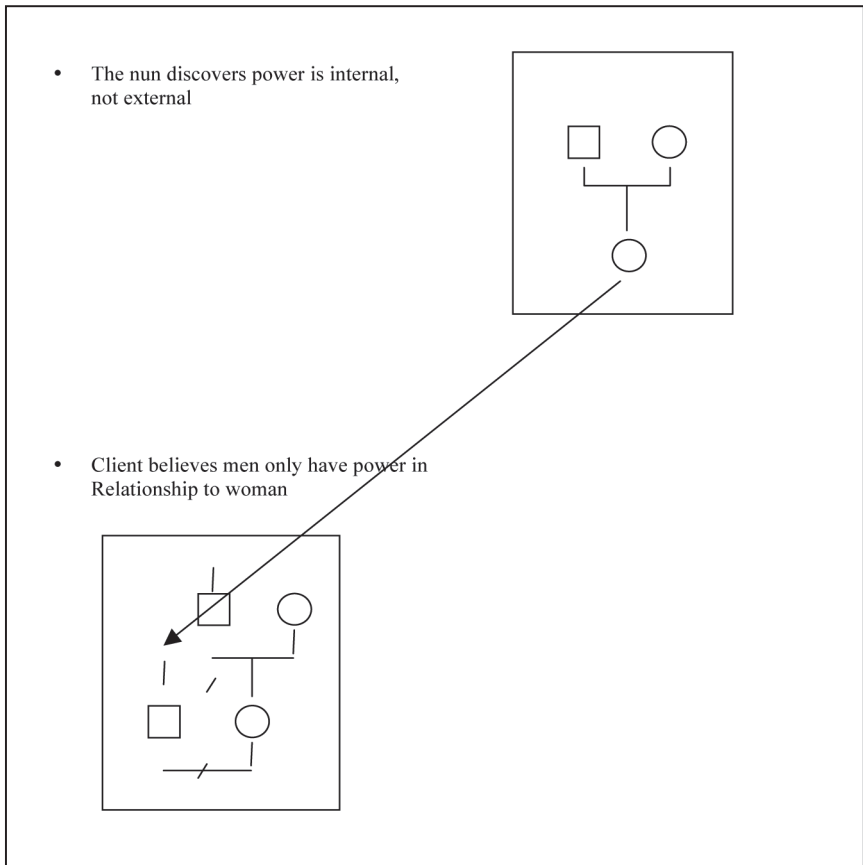 • The nun discovers power is internal,
not external
• Client believes men only have power in
Relationship to woman